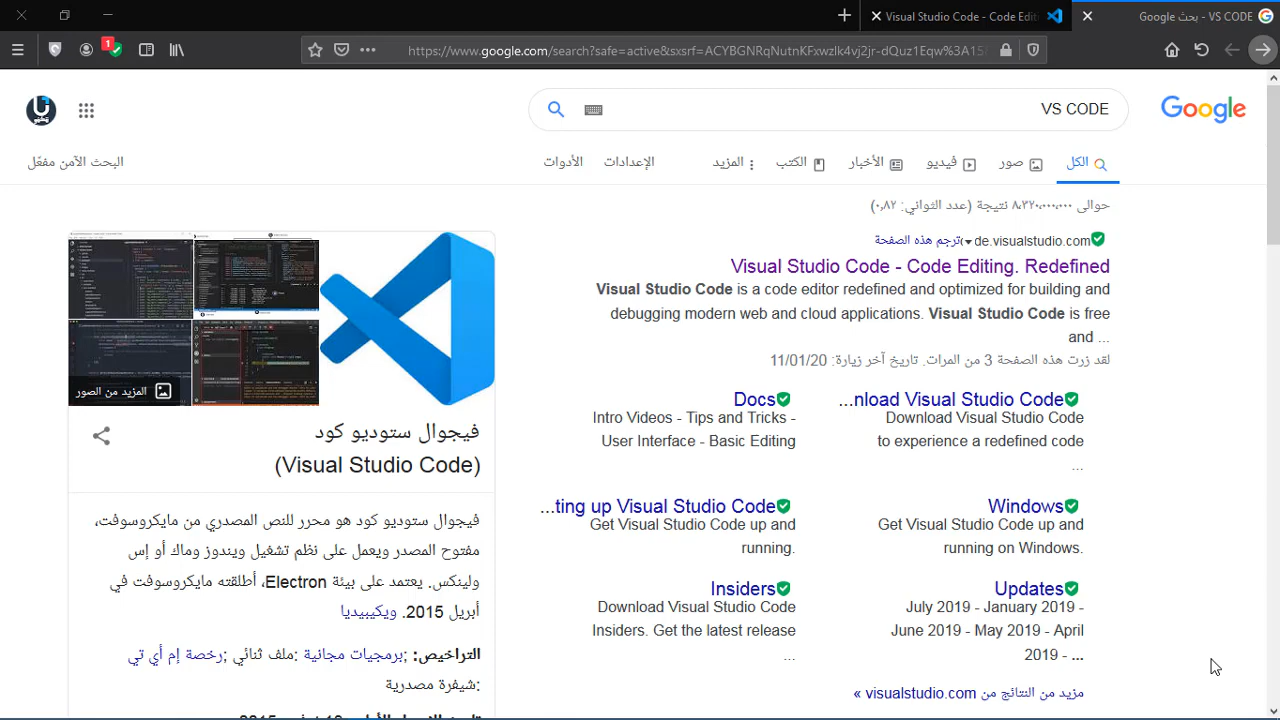 VS CODE - بحث Google
Visual Studio Code - Code Edit
https://www.google.com/search?safe=active&sxsrf=
1
Google
VS CODE
الكل
صور
فيديو
الأخبار
الكتب
المزيد
الإعدادات
الأدوات
البحث الآمن مفعّل
حوالى ٨،٣٢٠،٠٠٠،٠٠٠ نتيجة (عدد الثواني: ٠،٨٢)
de.visualstudio.com ▾ ترجم هذه الصفحة
Visual Studio Code - Code Editing. Redefined
Visual Studio Code is a code editor redefined and optimized for building and
debugging modern web and cloud applications. Visual Studio Code is free
and ...
لقد زرت هذه الصفحة 3 من المرات. تاريخ آخر زيارة: 11/01/20
...nload Visual Studio Code
Download Visual Studio Code
to experience a redefined code
...
Docs
Intro Videos - Tips and Tricks -
User Interface - Basic Editing
Windows
Get Visual Studio Code up and
running on Windows.
...ting up Visual Studio Code
Get Visual Studio Code up and
running.
Updates
July 2019 - January 2019 -
June 2019 - May 2019 - April
2019 - ...
Insiders
Download Visual Studio Code
Insiders. Get the latest release
...
مزيد من النتائج من visualstudio.com »
المزيد من الصور
فيجوال ستوديو كود
(Visual Studio Code)
فيجوال ستوديو كود هو محرر للنص المصدري من مايكروسوفت،
مفتوح المصدر ويعمل على نظم تشغيل ويندوز وماك أو إس
ولينكس. يعتمد على بيئة Electron، أطلقته مايكروسوفت في
أبريل 2015. ويكيبيديا
التراخيص: ;برمجيات مجانية :ملف ثنائي ;رخصة إم أي تي
:شيفرة مصدرية